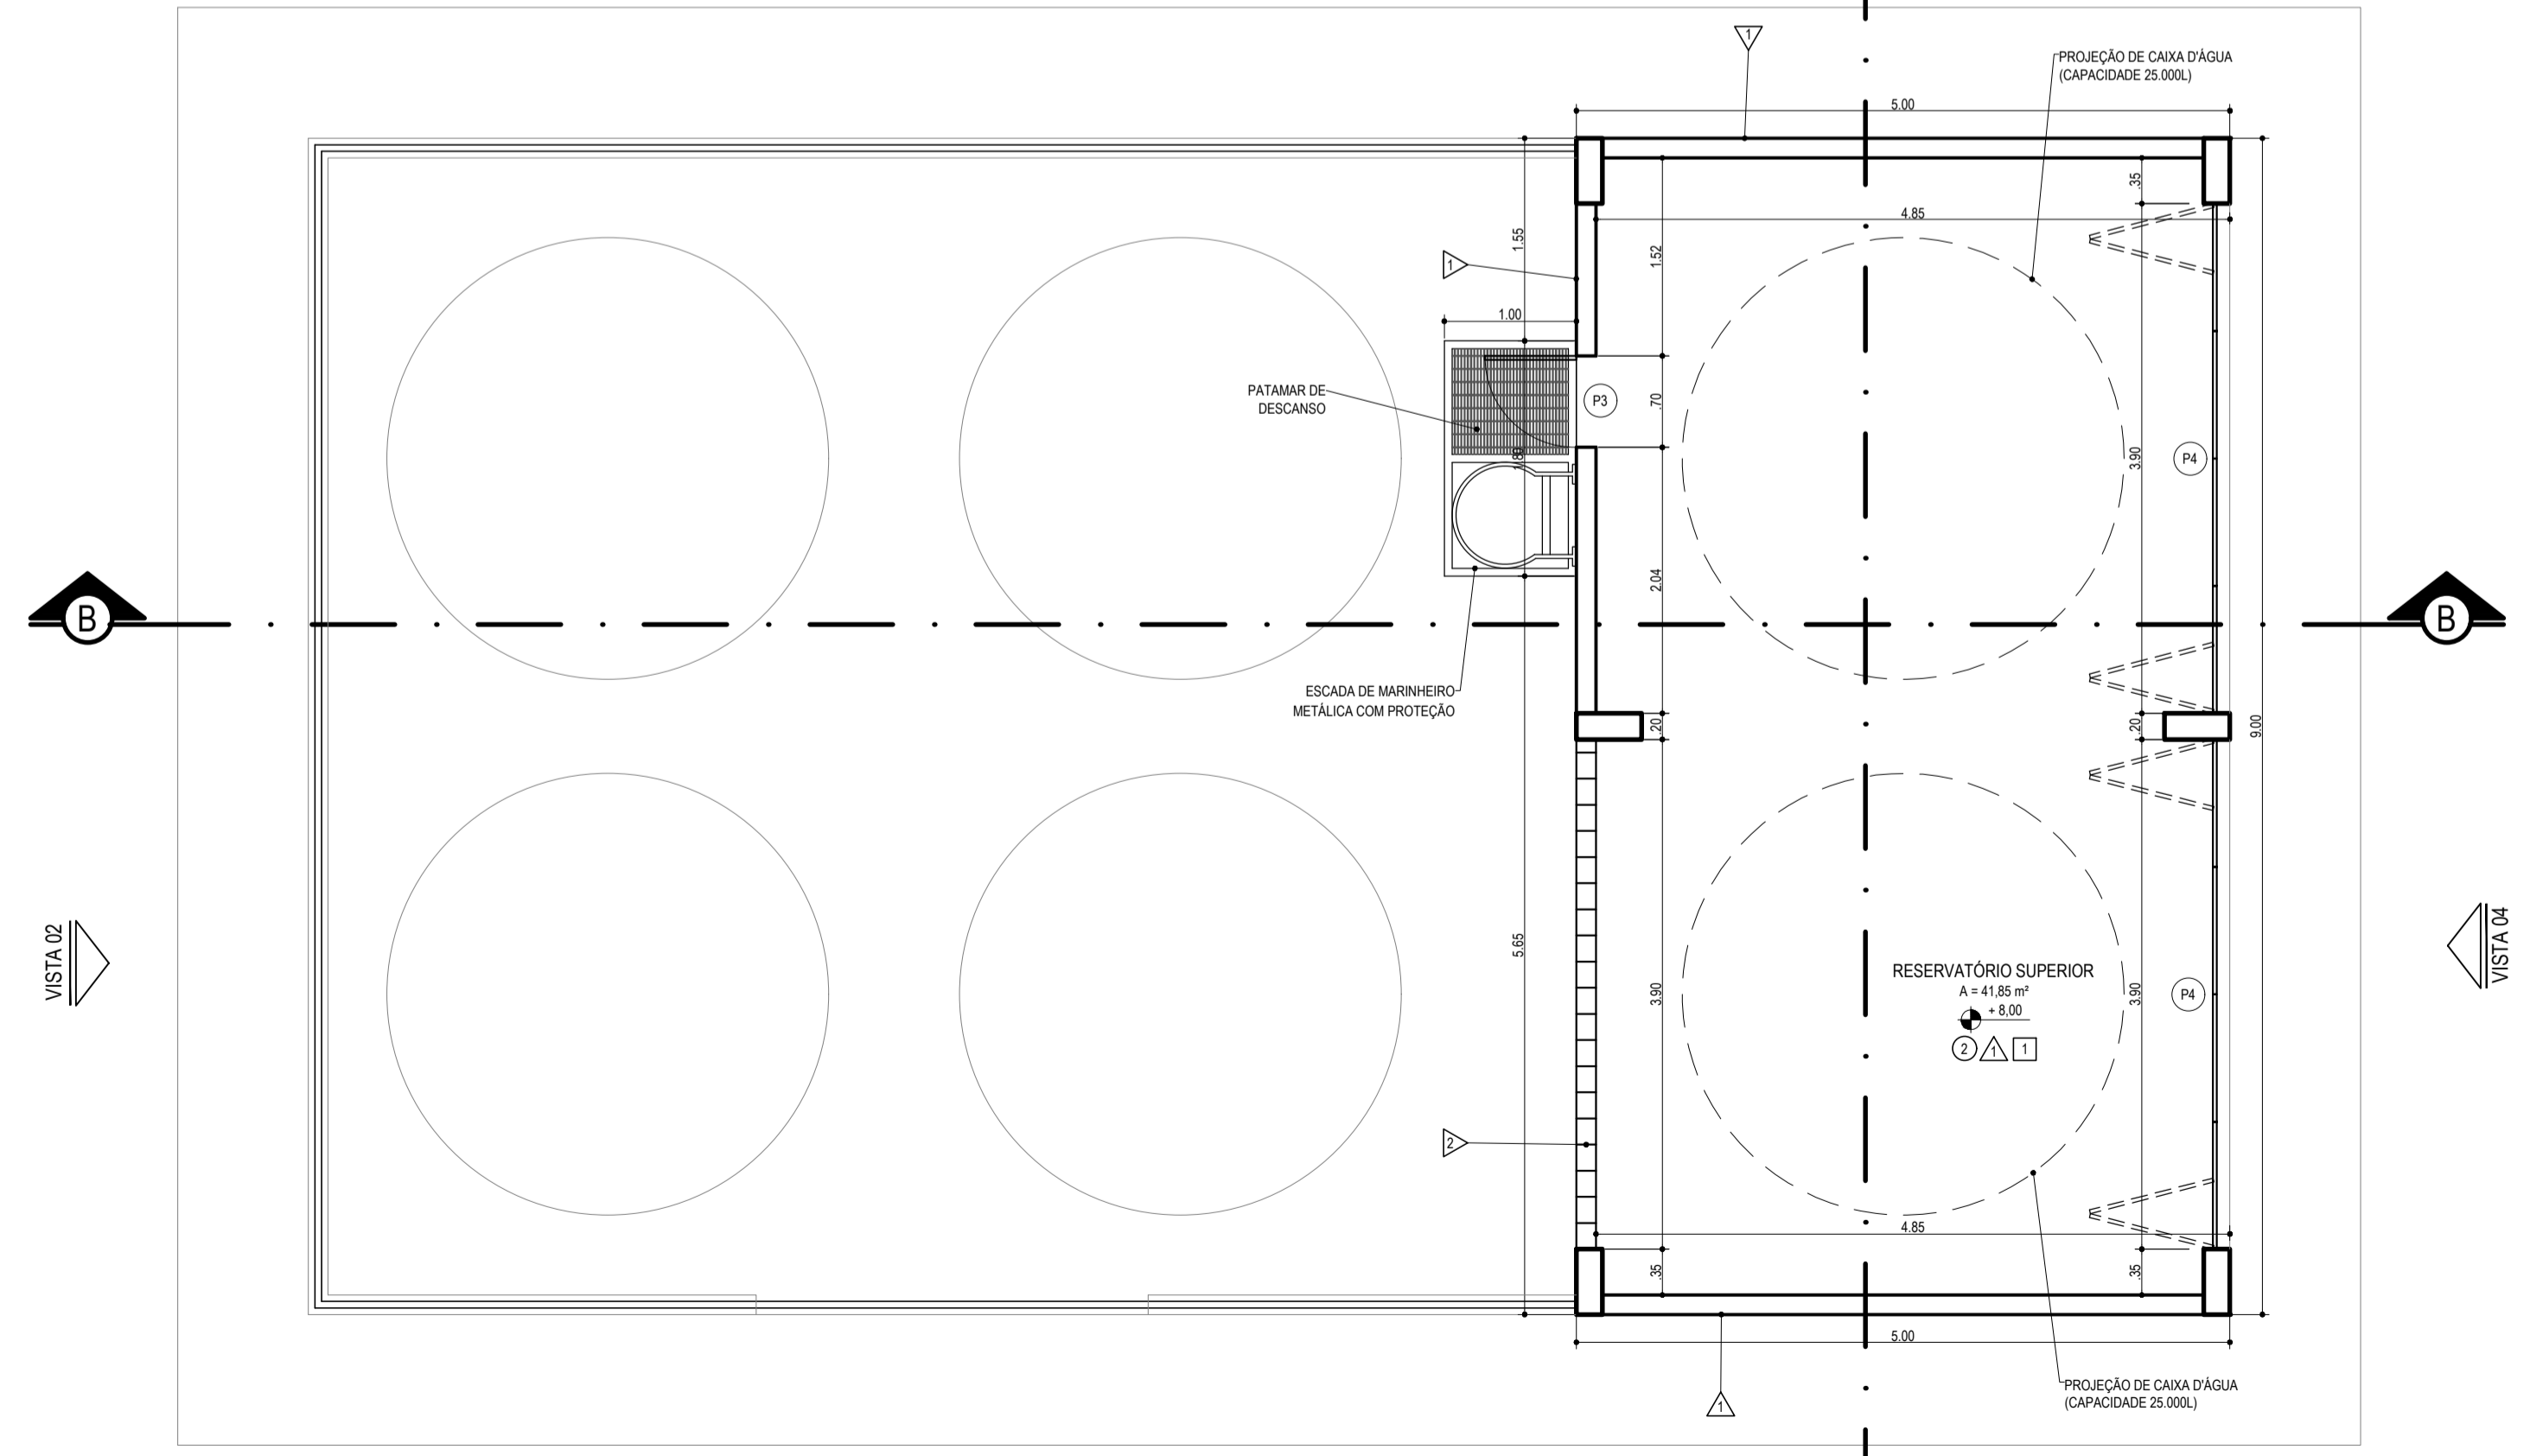 1
PROJEÇÃO DE CAIXA D'ÁGUA
(CAPACIDADE 25.000L)
5.00
.35
4.85
1.55
1.52
1
1.00
PATAMAR DE
DESCANSO
P3
.70
1.80
3.90
P4
2.04
B
B
ESCADA DE MARINHEIRO
METÁLICA COM PROTEÇÃO
.20
.20
9.00
VISTA 02
5.65
VISTA 04
RESERVATÓRIO SUPERIOR
A = 41,85 m²
+ 8,00
2
1
1
3.90
3.90
P4
2
4.85
.35
.35
5.00
PROJEÇÃO DE CAIXA D'ÁGUA
(CAPACIDADE 25.000L)
1